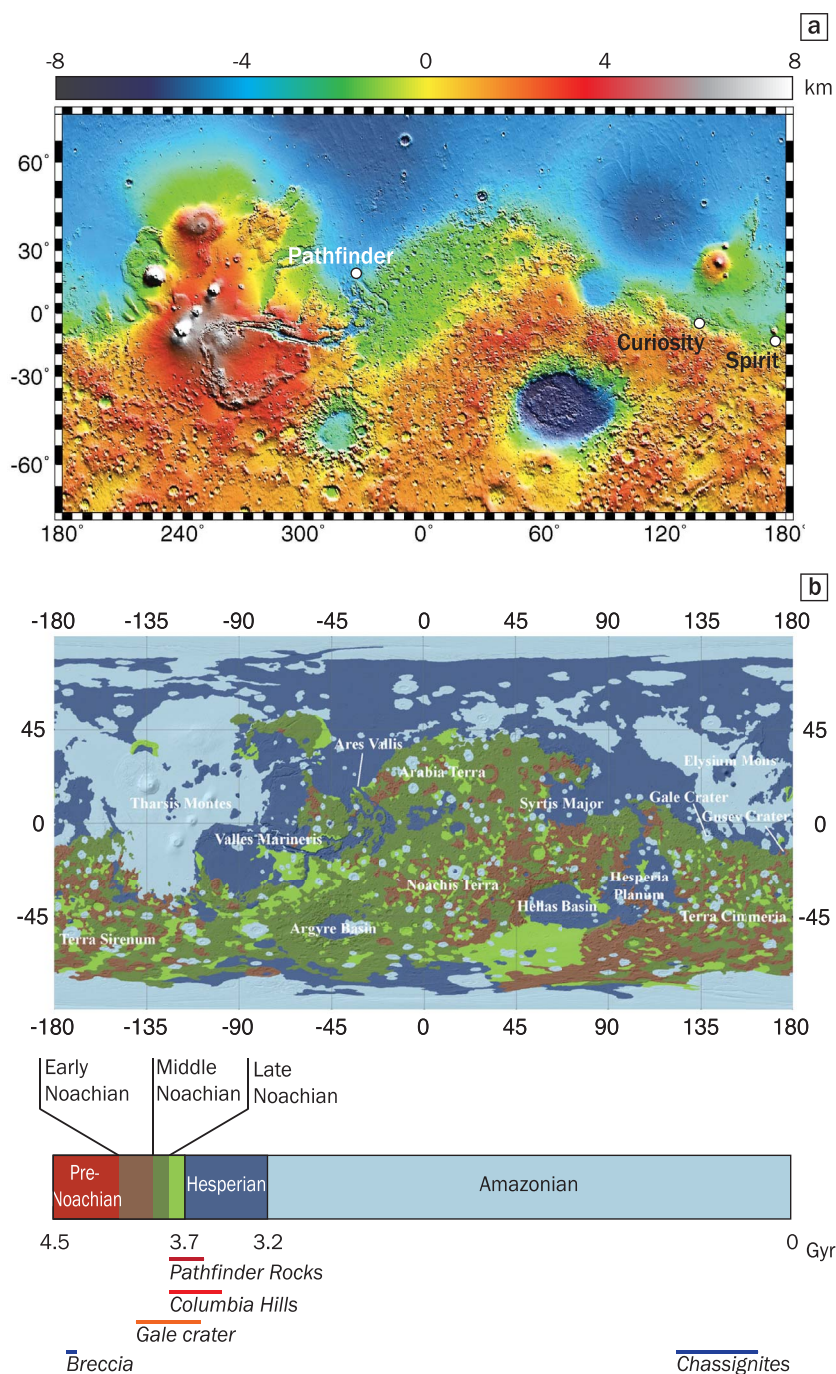 a
-8 -4 0 4 8
km
60°
30°
0°
-30°
-60°
Pathfinder
Curiosity
Spirit
180° 240° 300° 0° 60° 120° 180°
b
-180 -135 -90 -45 0 45 90 135 180
45 45
0 0
-45 -45
Ares Vallis
Arabia Terra
Elysium Mons
Tharsis Montes
Syrtis Major
Gale Crater
Gusev Crater
Valles Marineris
Noachis Terra
Hesperia
Planum
Hellas Basin
Argyre Basin
Terra Cimmeria
Terra Sirenum
-180 -135 -90 -45 0 45 90 135 180
Early
Noachian
Middle
Noachian
Late
Noachian
Pre-
Noachian
Hesperian
Amazonian
4.5 3.7 3.2 0 Gyr
Pathfinder Rocks
Columbia Hills
Gale crater
Breccia
Chassignites